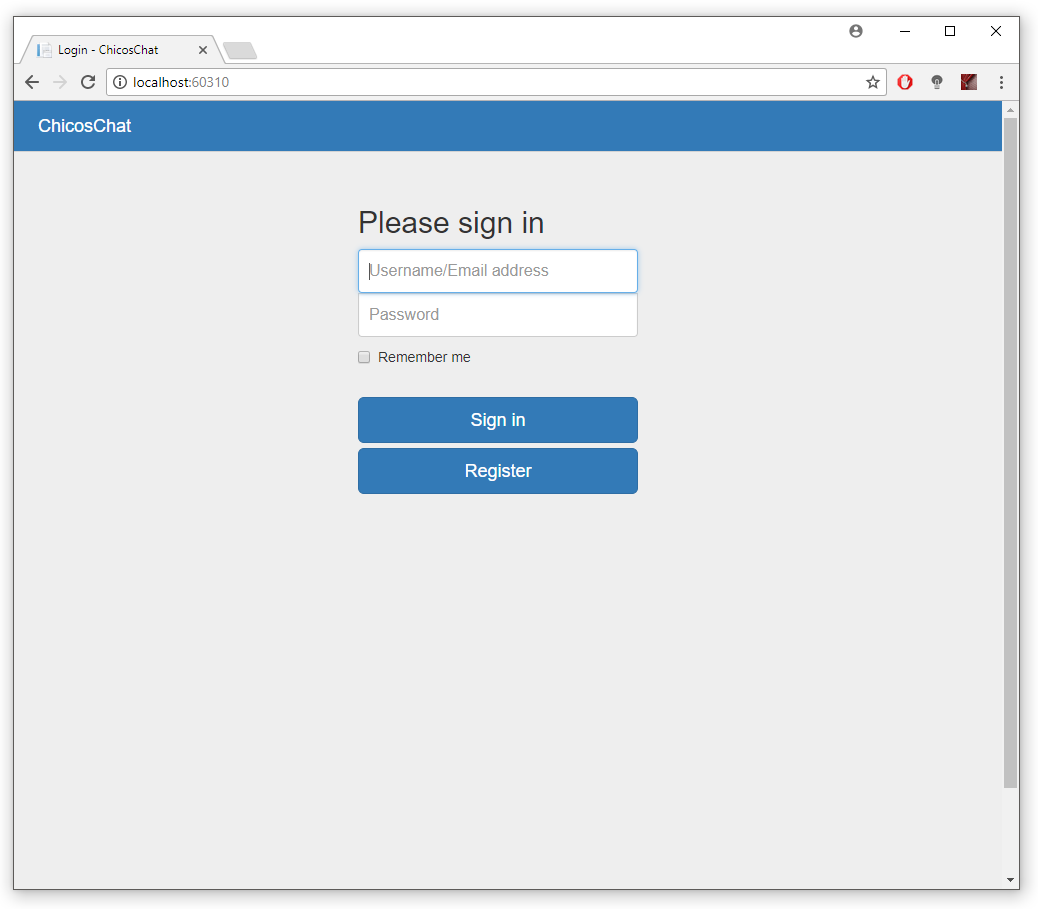 Login - ChicosChat
localhost:60310
ChicosChat
Please sign in
Username/Email address
Password
Remember me
Sign in
Register